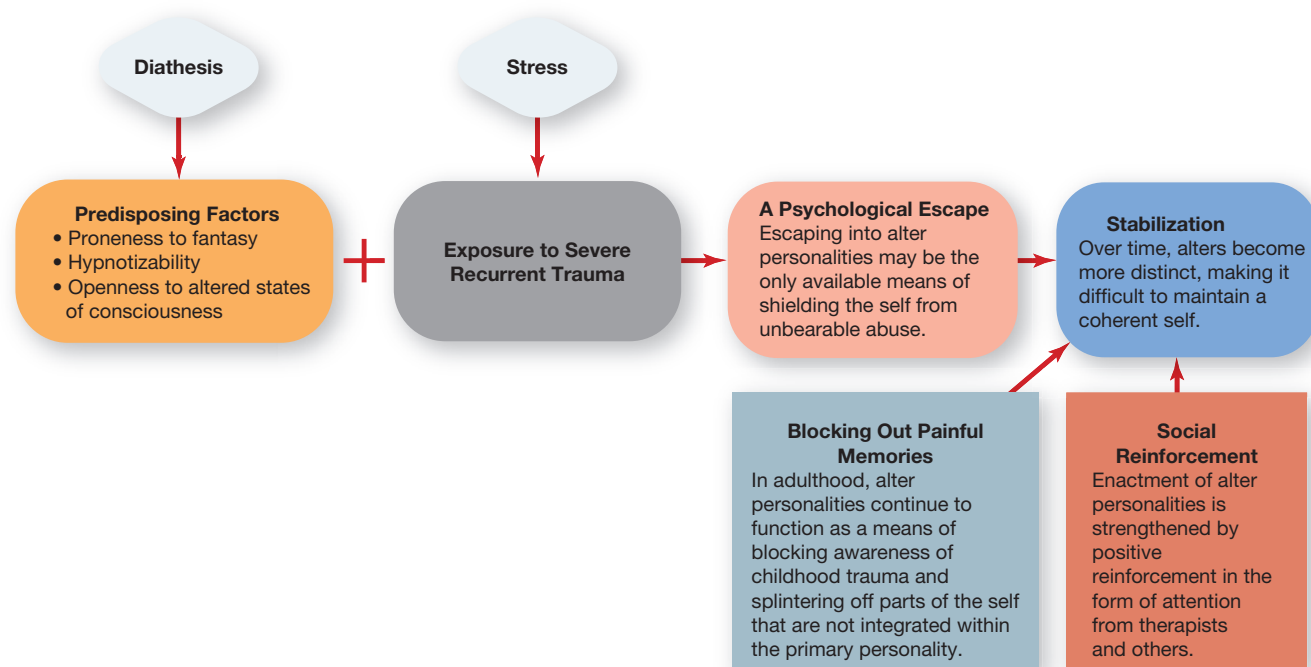 Diathesis
Stress
Predisposing Factors
• Proneness to fantasy
• Hypnotizability
• Openness to altered states
of consciousness
+
Exposure to Severe
Recurrent Trauma
A Psychological Escape
Escaping into alter
personalities may be the
only available means of
shielding the self from
unbearable abuse.
Stabilization
Over time, alters become
more distinct, making it
difficult to maintain a
coherent self.
Blocking Out Painful
Memories
In adulthood, alter
personalities continue to
function as a means of
blocking awareness of
childhood trauma and
splintering off parts of the self
that are not integrated within
the primary personality.
Social
Reinforcement
Enactment of alter
personalities is
strengthened by
positive
reinforcement in the
form of attention
from therapists
and others.